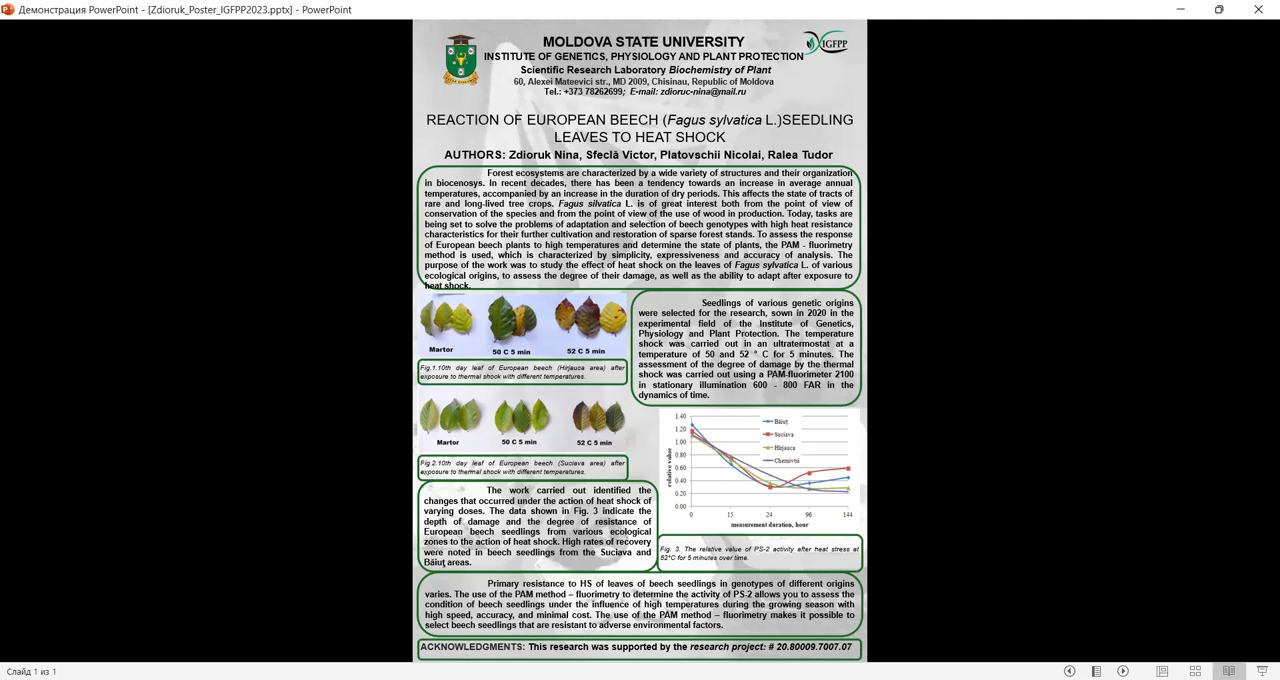 Демонстрация PowerPoint - [Zdioruk_Poster_IGFPP2023.pptx] - PowerPoint
MOLDOVA STATE UNIVERSITY
IGFPP
INSTITUTE OF GENETICS, PHYSIOLOGY AND PLANT PROTECTION
Scientific Research Laboratory Biochemistry of Plant
60, Alexei Mateevici str., MD 2009, Chisinau, Republic of Moldova
Tel.: +373 78262699; E-mail: zdioruc-nina@mail.ru
REACTION OF EUROPEAN BEECH (Fagus sylvatica L.)SEEDLING
LEAVES TO HEAT SHOCK
AUTHORS: Zdioruk Nina, Sfeclă Victor, Platovschii Nicolai, Ralea Tudor
Forest ecosystems are characterized by a wide variety of structures and their organization
in biocenosys. In recent decades, there has been a tendency towards an increase in average annual
temperatures, accompanied by an increase in the duration of dry periods. This affects the state of tracts of
rare and long-lived tree crops. Fagus silvatica L. is of great interest both from the point of view of
conservation of the species and from the point of view of the use of wood in production. Today, tasks are
being set to solve the problems of adaptation and selection of beech genotypes with high heat resistance
characteristics for their further cultivation and restoration of sparse forest stands. To assess the response
of European beech plants to high temperatures and determine the state of plants, the PAM - fluorimetry
method is used, which is characterized by simplicity, expressiveness and accuracy of analysis. The
purpose of the work was to study the effect of heat shock on the leaves of Fagus sylvatica L. of various
ecological origins, to assess the degree of their damage, as well as the ability to adapt after exposure to
heat shock.
Martor
50 C 5 min
52 C 5 min
Fig.1.10th day leaf of European beech (Hirjauca area) after
exposure to thermal shock with different temperatures.
Seedlings of various genetic origins
were selected for the research, sown in 2020 in the
experimental field of the Institute of Genetics,
Physiology and Plant Protection. The temperature
shock was carried out in an ultratermostat at a
temperature of 50 and 52 ° C for 5 minutes. The
assessment of the degree of damage by the thermal
shock was carried out using a PAM-fluorimeter 2100
in stationary illumination 600 - 800 FAR in the
dynamics of time.
Martor
50 C 5 min
52 C 5 min
Fig.2.10th day leaf of European beech (Suciava area) after
exposure to thermal shock with different temperatures.
relative value
1.40
1.20
1.00
0.80
0.60
0.40
0.20
0.00
Băiuț
Suciava
Hirjauca
Chernivtsi
0 15 24 96 144
measurement duration, hour
Fig. 3. The relative value of PS-2 activity after heat stress at
52°C for 5 minutes over time.
The work carried out identified the
changes that occurred under the action of heat shock of
varying doses. The data shown in Fig. 3 indicate the
depth of damage and the degree of resistance of
European beech seedlings from various ecological
zones to the action of heat shock. High rates of recovery
were noted in beech seedlings from the Suciava and
Băiuț areas.
Primary resistance to HS of leaves of beech seedlings in genotypes of different origins
varies. The use of the PAM method – fluorimetry to determine the activity of PS-2 allows you to assess the
condition of beech seedlings under the influence of high temperatures during the growing season with
high speed, accuracy, and minimal cost. The use of the PAM method – fluorimetry makes it possible to
select beech seedlings that are resistant to adverse environmental factors.
ACKNOWLEDGMENTS: This research was supported by the research project: # 20.80009.7007.07
Слайд 1 из 1